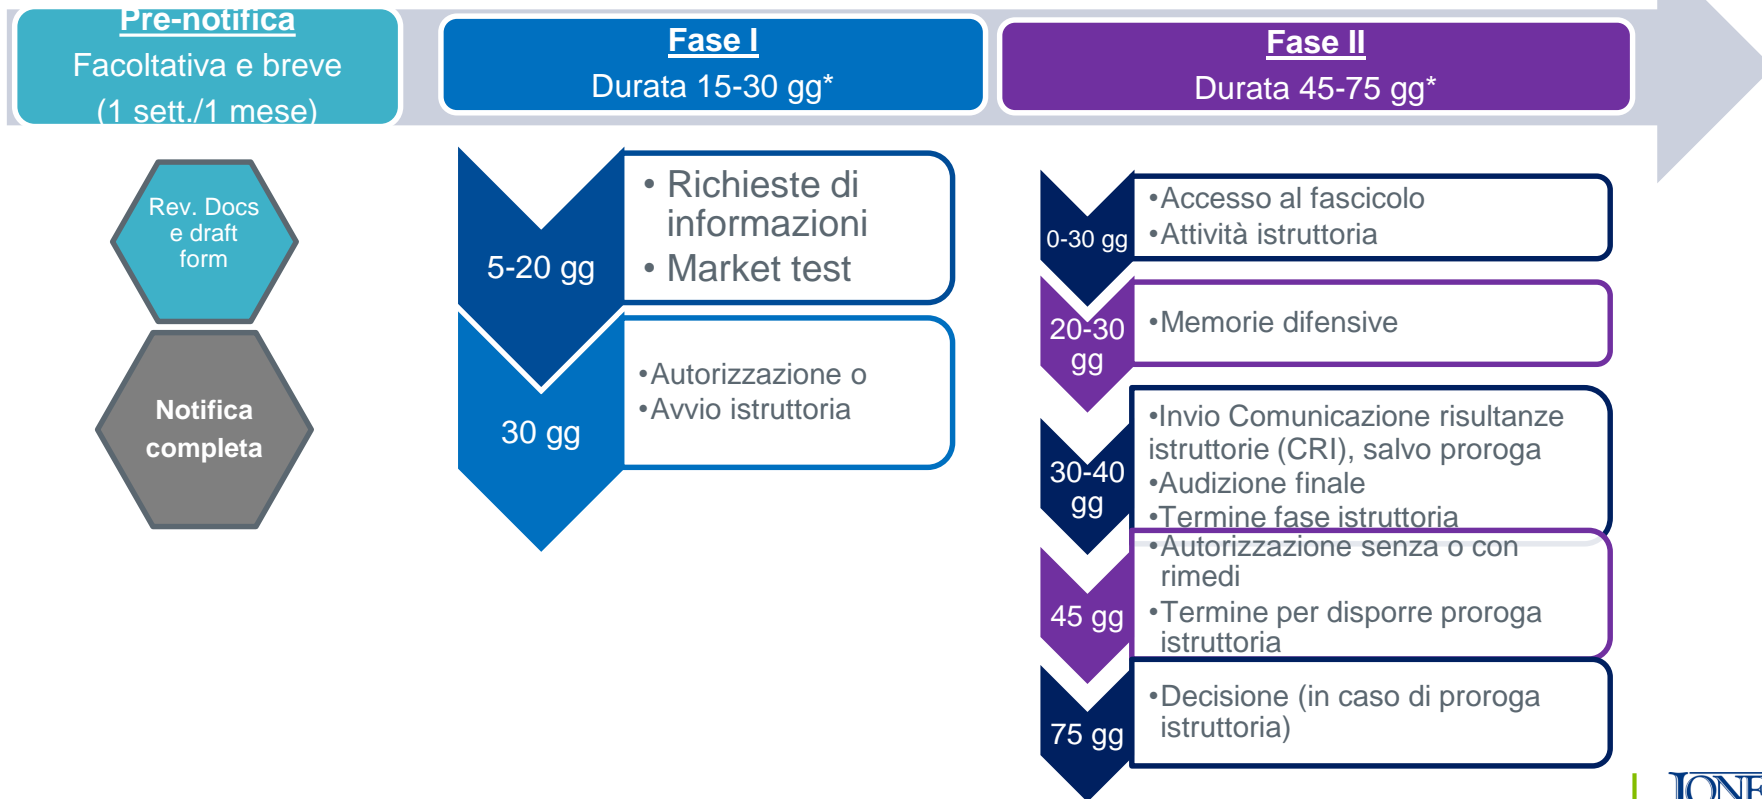 Pre-notifica
Facoltativa e breve
(1 sett./1 mese)
Fase I
Durata 15-30 gg*
Fase II
Durata 45-75 gg*
Rev. Docs
e draft
form
Notifica
completa
5-20 gg
• Richieste di
informazioni
• Market test
30 gg
•Autorizzazione o
•Avvio istruttoria
0-30 gg
•Accesso al fascicolo
•Attività istruttoria
20-30
gg
•Memorie difensive
30-40
gg
•Invio Comunicazione risultanze
istruttorie (CRI), salvo proroga
•Audizione finale
•Termine fase istruttoria
45 gg
•Autorizzazione senza o con
rimedi
•Termine per disporre proroga
istruttoria
75 gg
•Decisione (in caso di proroga
istruttoria)